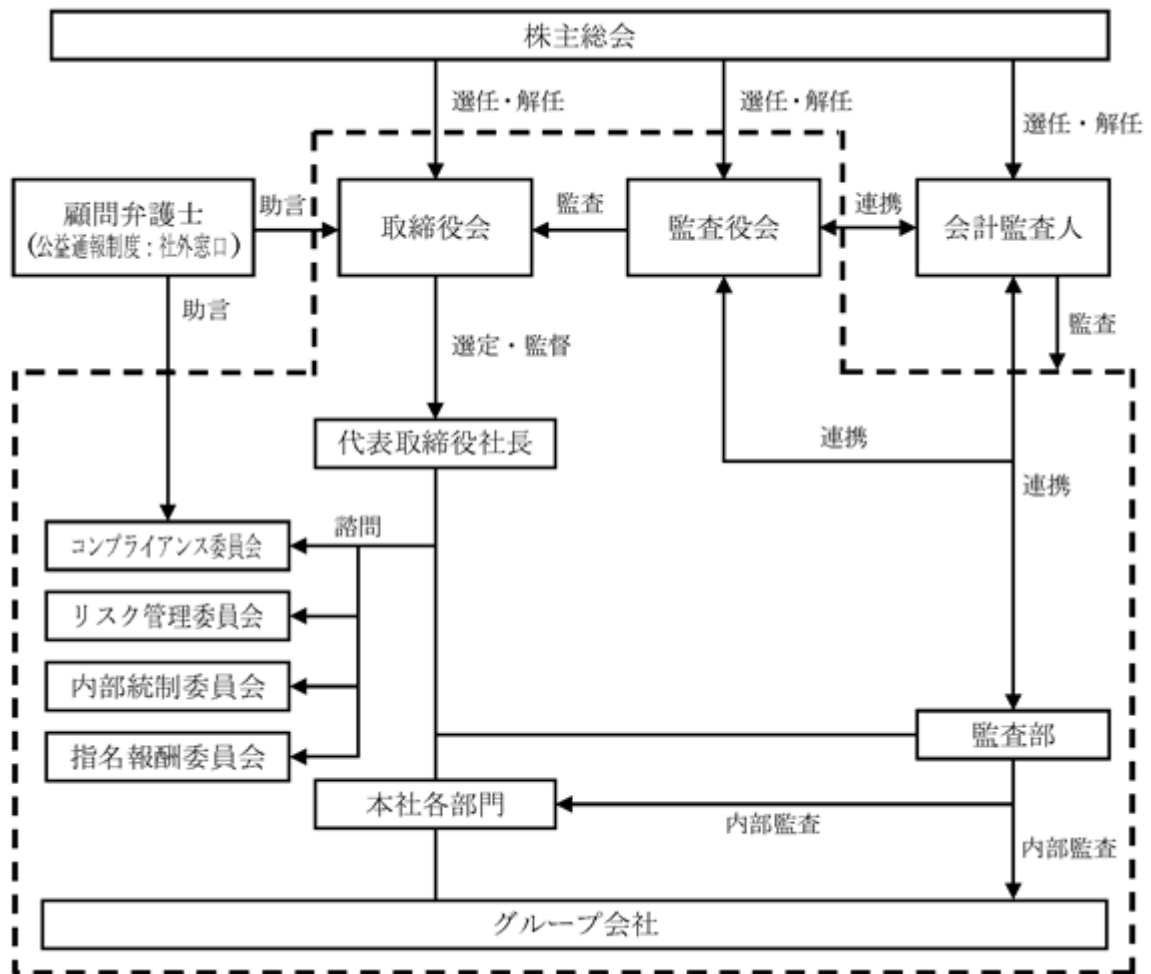 株主総会
選任・解任
選任・解任
選任・解任
顧問弁護士
(公益通報制度：社外窓口)
助言
取締役会
監査
監査役会
連携
会計監査人
助言
選定・監督
監査
代表取締役社長
連携
連携
諮問
コンプライアンス委員会
リスク管理委員会
内部統制委員会
指名報酬委員会
監査部
本社各部門
内部監査
内部監査
グループ会社